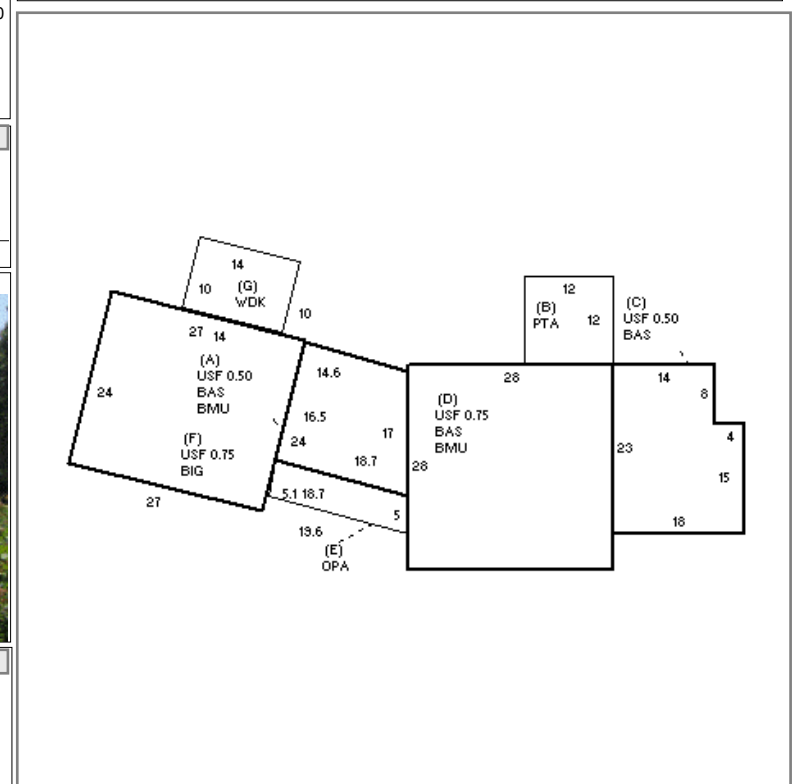 14
10
(G)
WDK
10
27 14
(A)
USF 0.50
BAS
BMU
24
(F)
USF 0.75
BIG
27
14.6
16.5
24
17
18.7
5.1 18.7
5
19.6
(E)
OPA
12
(B)
PTA
12
(C)
USF 0.50
BAS
28
(D)
USF 0.75
BAS
BMU
28
14
8
4
23
15
18